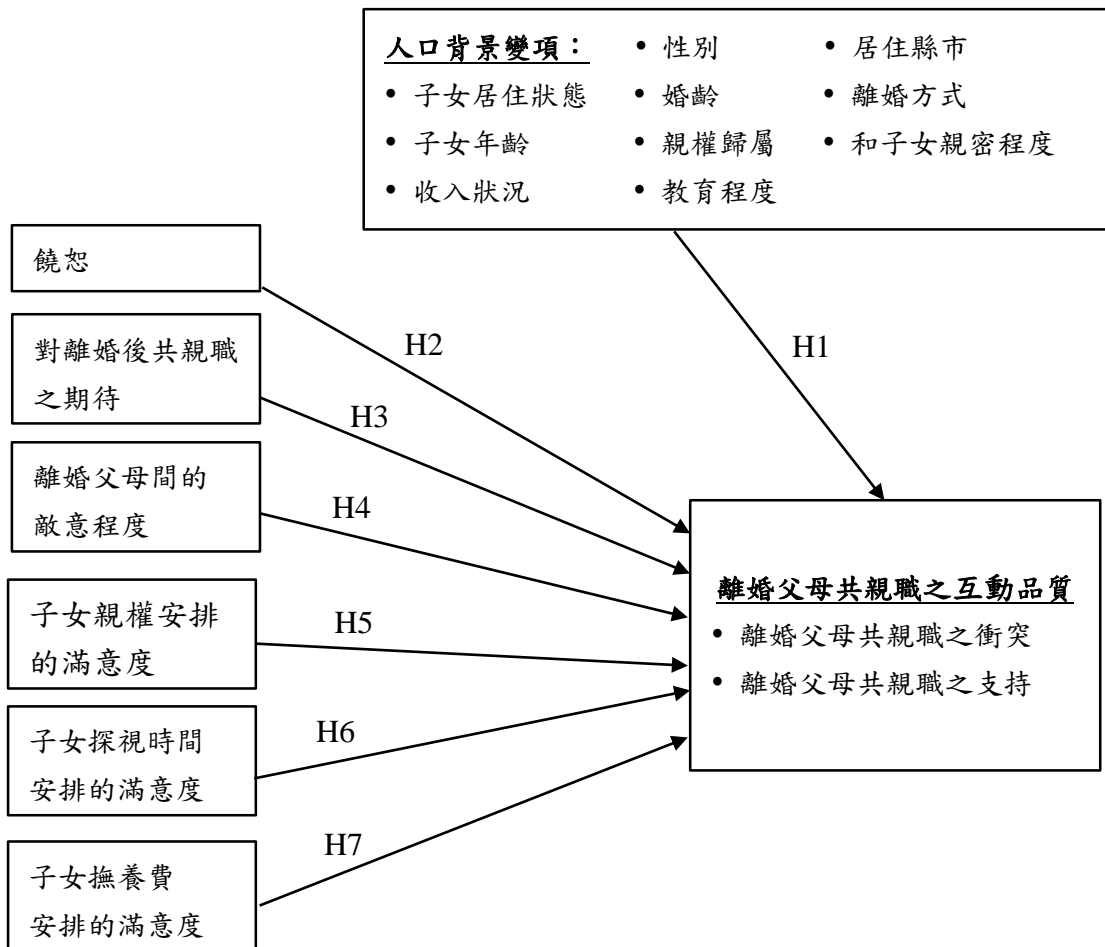 人口背景變項：
• 子女居住狀態
• 子女年齡
• 收入狀況
• 性別
• 婚齡
• 親權歸屬
• 教育程度
• 居住縣市
• 離婚方式
• 和子女親密程度
饒恕
對離婚後共親職
之期待
離婚父母間的
敵意程度
子女親權安排
的滿意度
子女探視時間
安排的滿意度
子女撫養費
安排的滿意度
H1
H2
H3
H4
H5
H6
H7
離婚父母共親職之互動品質
• 離婚父母共親職之衝突
• 離婚父母共親職之支持